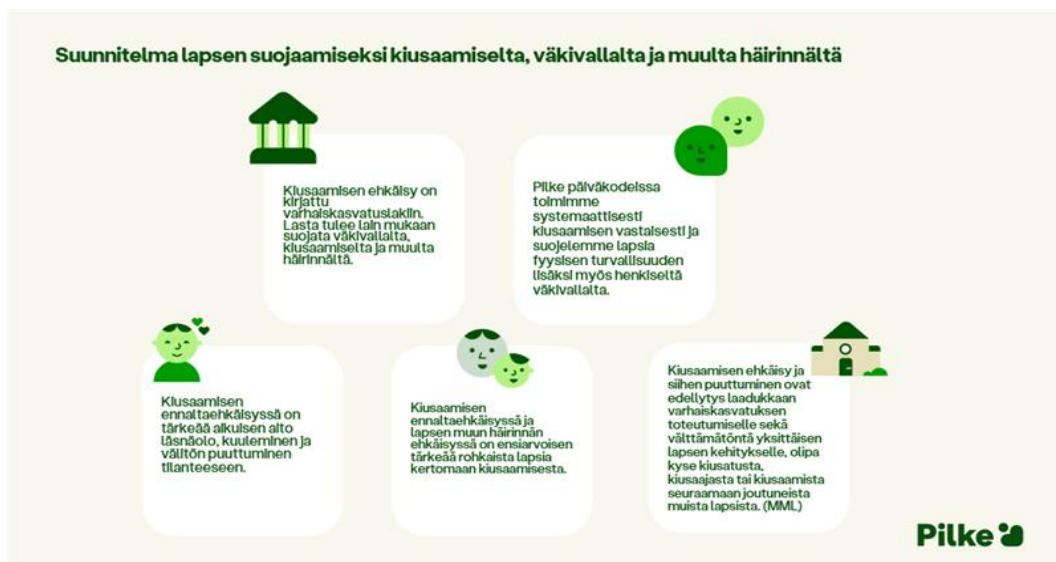 Suunnitelma lapsen suojaamiseksi kiusaamiselta, väkivallalta ja muulta häirinnältä
Kiusaamisen ehkäisy on
kirjattu
varhaiskasvatuslakiin.
Lasta tulee lain mukaan
suojata väkivallalta,
kiusaamiselta ja muulta
häirinnältä.
Pilke päiväkodeissa
toimimme
systemaattisesti
kiusaamisen vastaisesti ja
suojelemme lapsia
fyysisen turvallisuuden
lisäksi myös henkiseltä
väkivallalta.
Kiusaamisen
ennaltaehkäisyssä on
tärkeää aikuisen aito
läsnäolo, kuuleminen ja
välitön puuttuminen
tilanteeseen.
Kiusaamisen
ennaltaehkäisyssä ja
lapsen muun häirinnän
ehkäisyssä on ensiarvoisen
tärkeää rohkaista lapsia
kertomaan kiusaamisesta.
Kiusaamisen ehkäisy ja
siihen puuttuminen ovat
edellytys laadukkaan
varhaiskasvatuksen
toteutumiselle sekä
välttämätöntä yksittäisen
lapsen kehitykselle, olipa
kyse kiusatusta,
kiusaajasta tai kiusaamista
seuraamaan joutuneista
muista lapsista. (MML)
Pilke